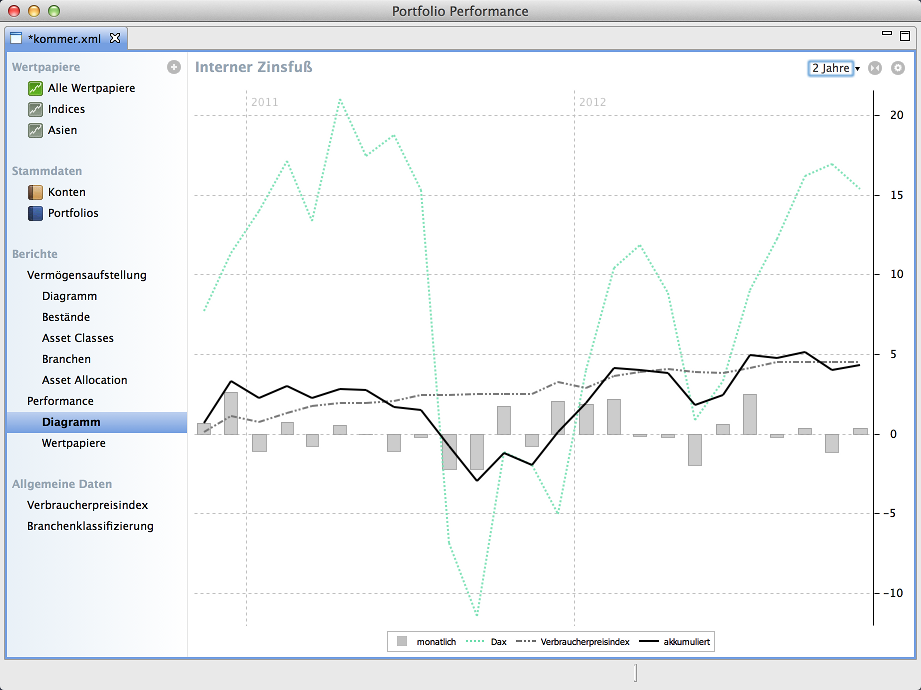 Portfolio Performance
*kommer.xml
Wertpapiere
Alle Wertpapiere
Indices
Asien
Stammdaten
Konten
Portfolios
Berichte
Vermögensaufstellung
Diagramm
Bestände
Asset Classes
Branchen
Asset Allocation
Performance
Diagramm
Wertpapiere
Allgemeine Daten
Verbraucherpreisindex
Branchenklassifizierung
Interner Zinsfuß
2 Jahre
2011
2012
20
15
10
5
0
-5
-10
monatlich Dax Verbraucherpreisindex akkumuliert